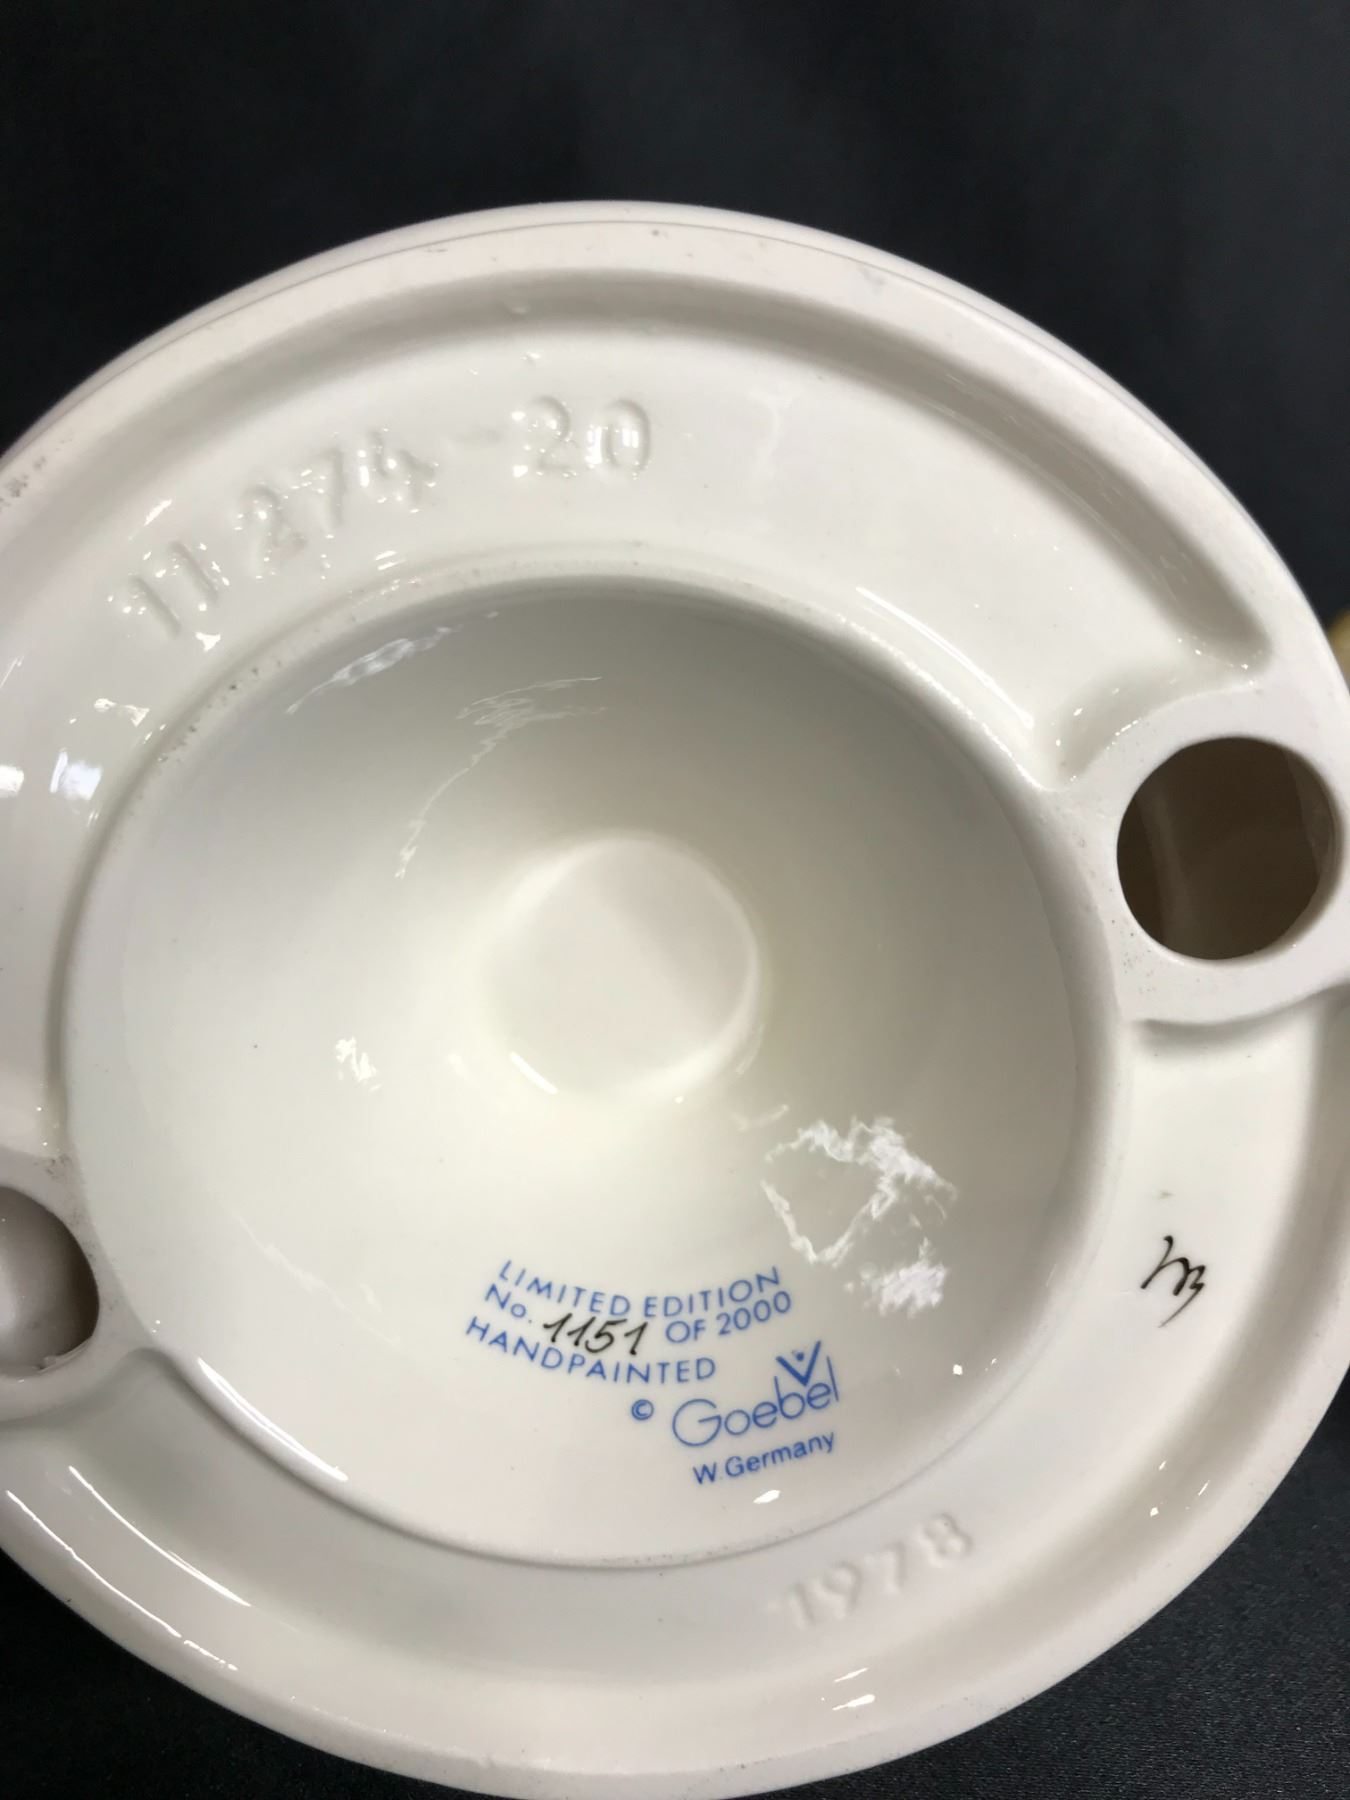 11 274-20
LIMITED EDITION
No. 1151 OF 2000
HANDPAINTED
© Goebel
W. Germany
1978